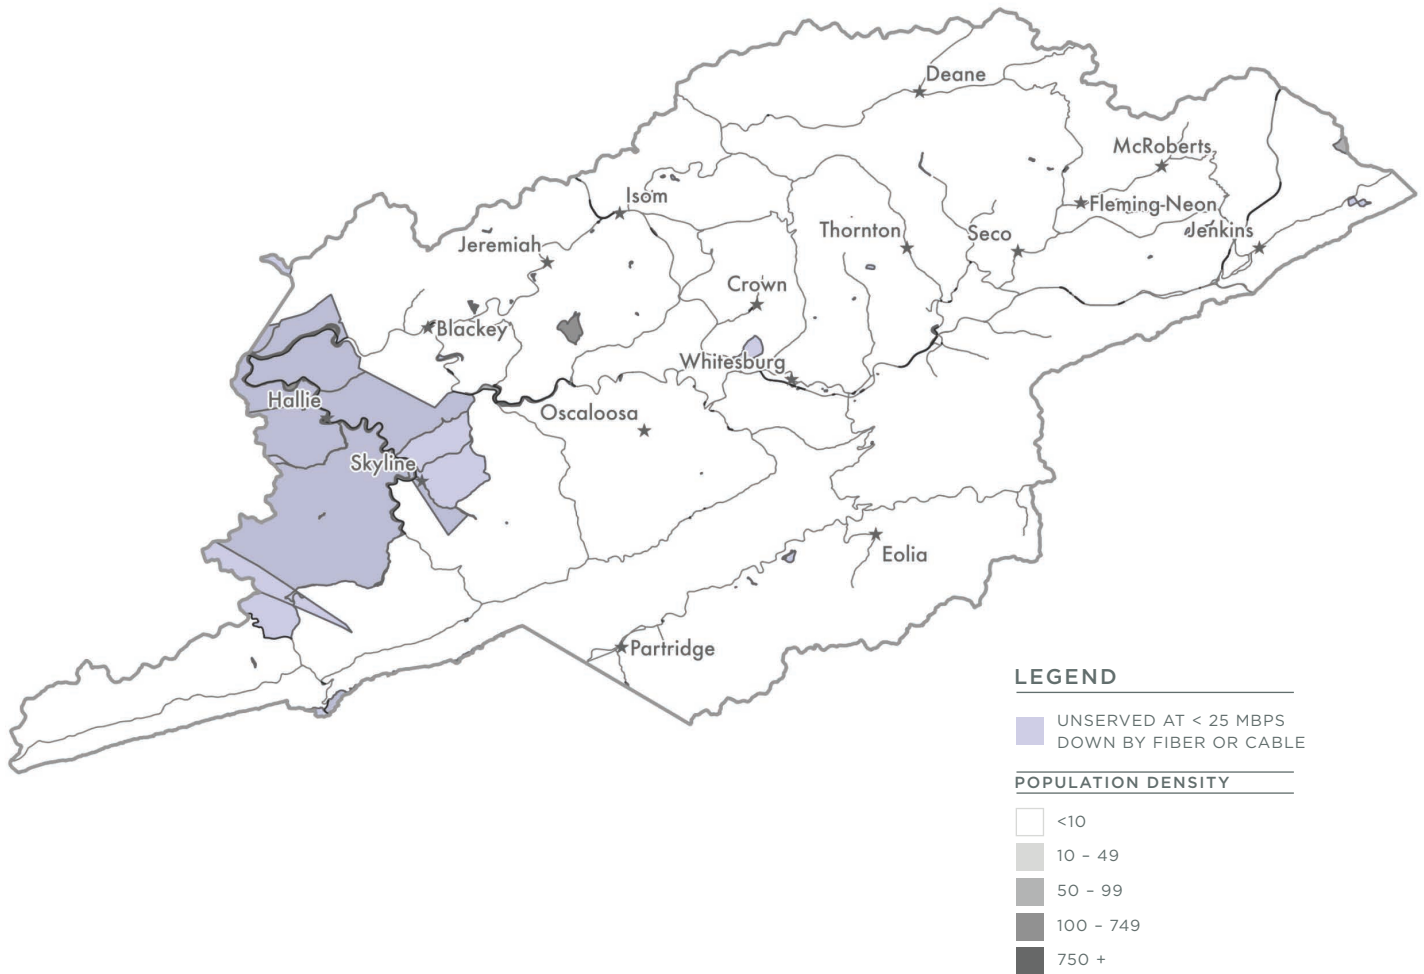 Deane
McRoberts
Isom
Fleming-Neon
Jeremiah
Thornton
Seco
Jenkins
Crown
Blackey
Whitesburg
Hallie
Oscaloosa
Skyline
Eolia
Partridge
LEGEND
UNSERVED AT < 25 MBPS
DOWN BY FIBER OR CABLE
POPULATION DENSITY
<10
10 – 49
50 – 99
100 – 749
750 +